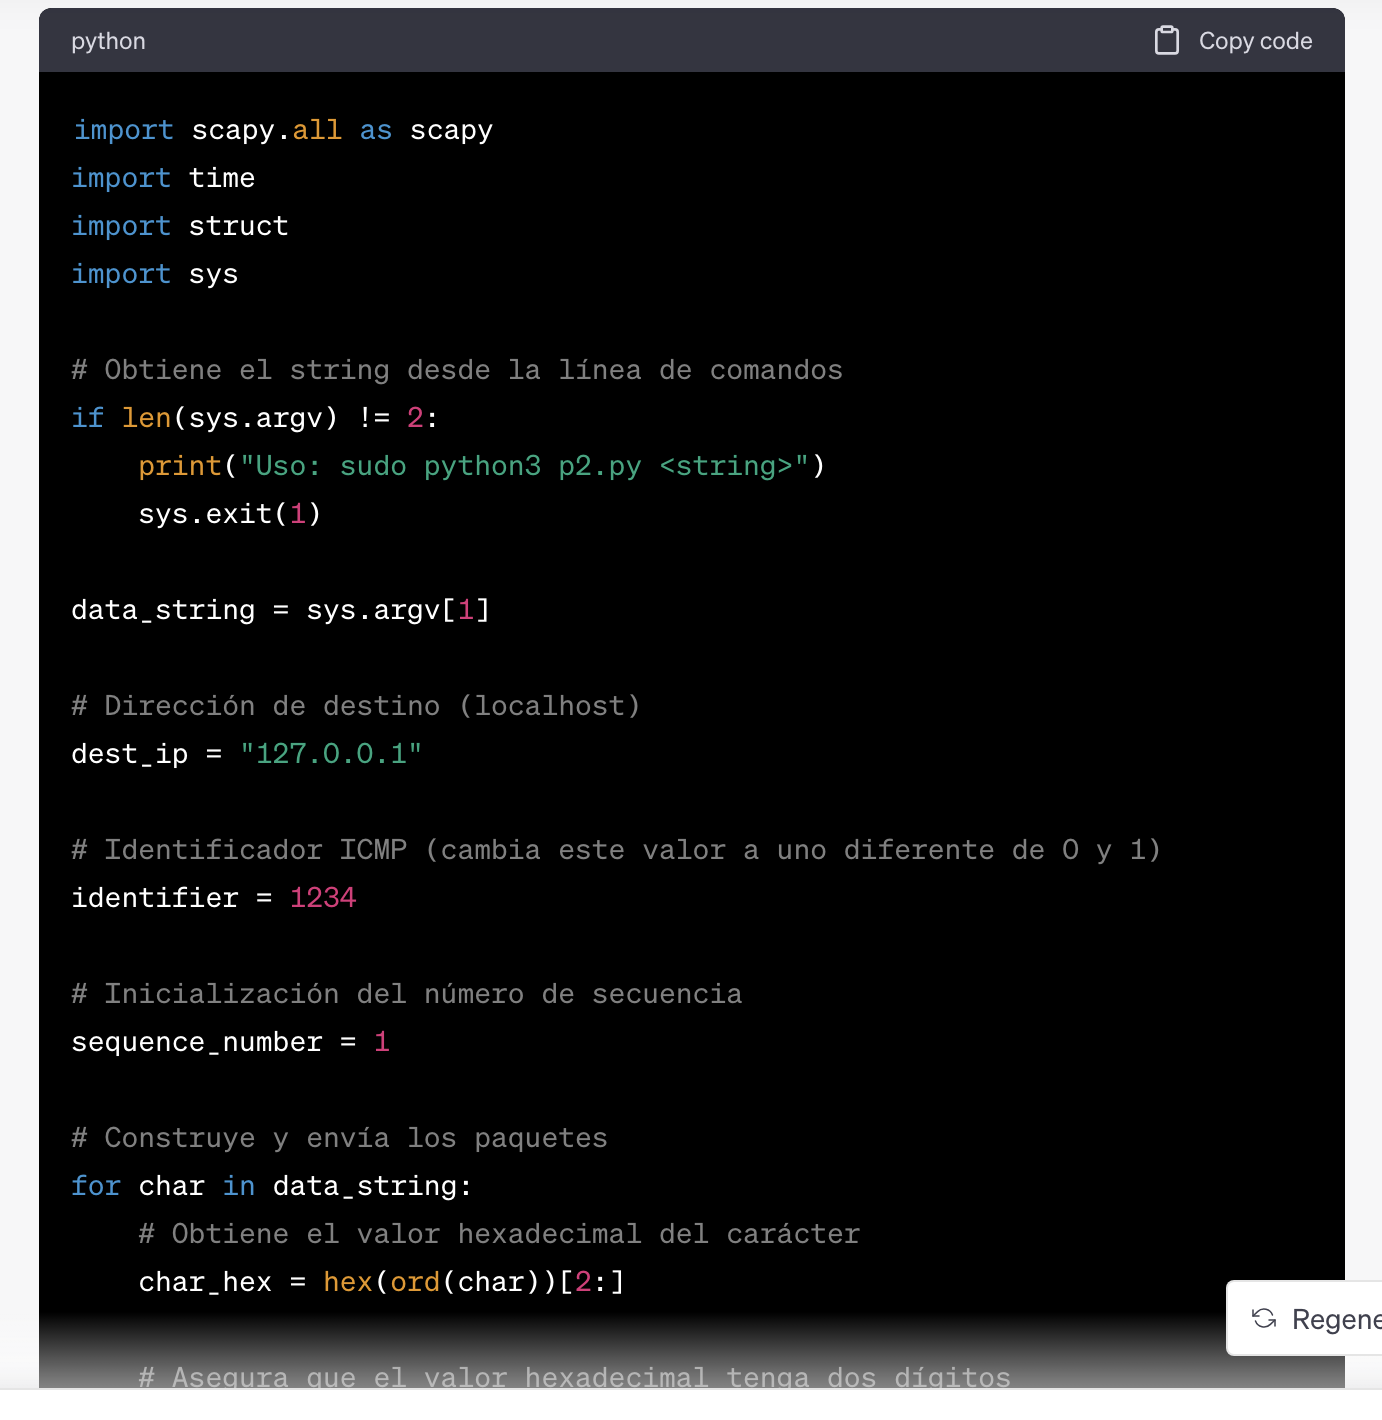 python
Copy code
import scapy.all as scapy
import time
import struct
import sys
# Obtiene el string desde la línea de comandos
if len(sys.argv) != 2:
    print("Uso: sudo python3 p2.py <string>")
    sys.exit(1)
data_string = sys.argv[1]
# Dirección de destino (localhost)
dest_ip = "127.0.0.1"
# Identificador ICMP (cambia este valor a uno diferente de 0 y 1)
identifier = 1234
# Inicialización del número de secuencia
sequence_number = 1
# Construye y envía los paquetes
for char in data_string:
    # Obtiene el valor hexadecimal del carácter
    char_hex = hex(ord(char))[2:]
Regene
    # Asegura que el valor hexadecimal tenga dos dígitos